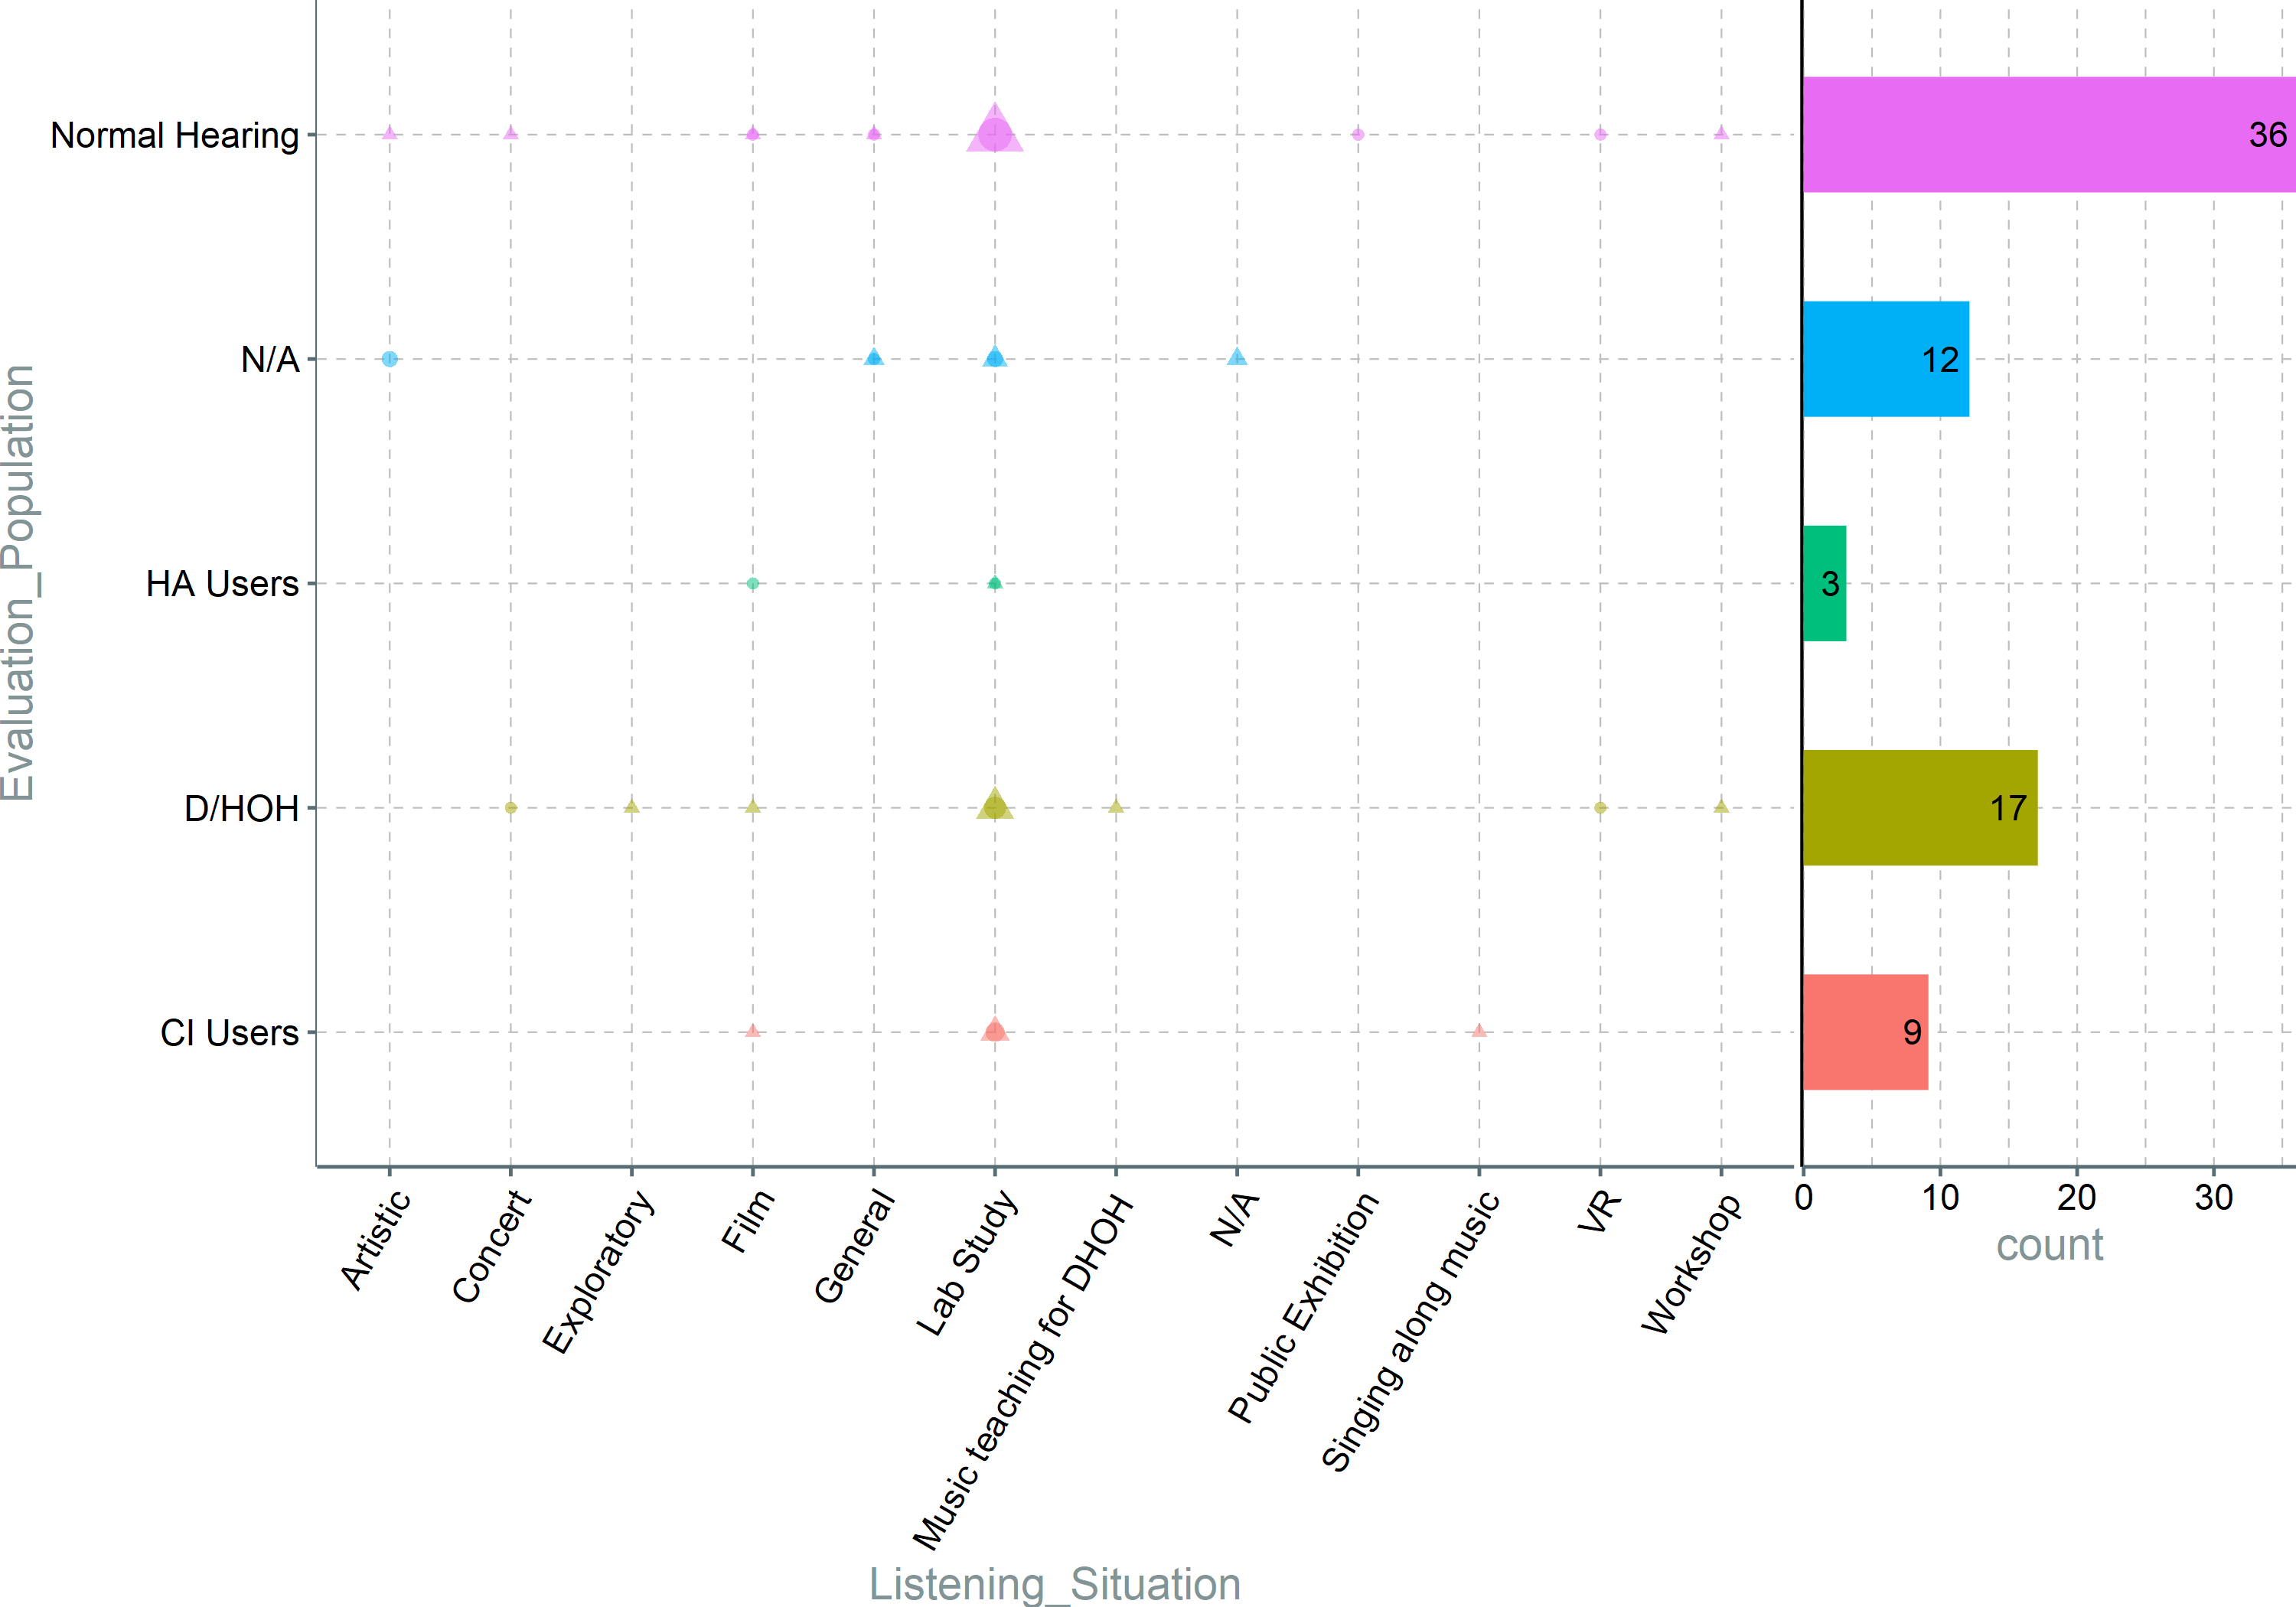 Evaluation_Population
Normal Hearing
N/A
HA Users
D/HOH
CI Users
36
12
3
17
9
Artistic
Concert
Exploratory
Film
General
Lab Study
Music teaching for DHOH
N/A
Public Exhibition
Singing along music
VR
Workshop
Listening_Situation
0 10 20 30
count